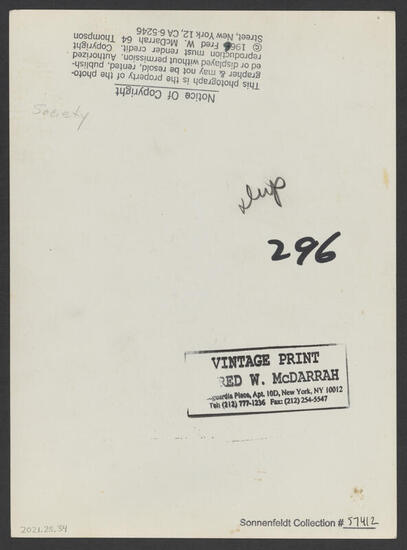 Notice Of Copyright
This photograph is the property of the photo-
grapher & may not be resold, rented, publish-
ed or displayed without permission. Authorized
reproduction must render credit. Copyright
© 196 Fred W. McDarrah 64 Thompson
Street, New York 12, CA 6-5246
Society
296
VINTAGE PRINT
RED W. McDARRAH
guardia Place, Apt. 10D, New York, NY 10012
Tel: (212) 777-1236 Fax: (212) 254-5547
2021.28.34
Sonnenfeldt Collection # 57412